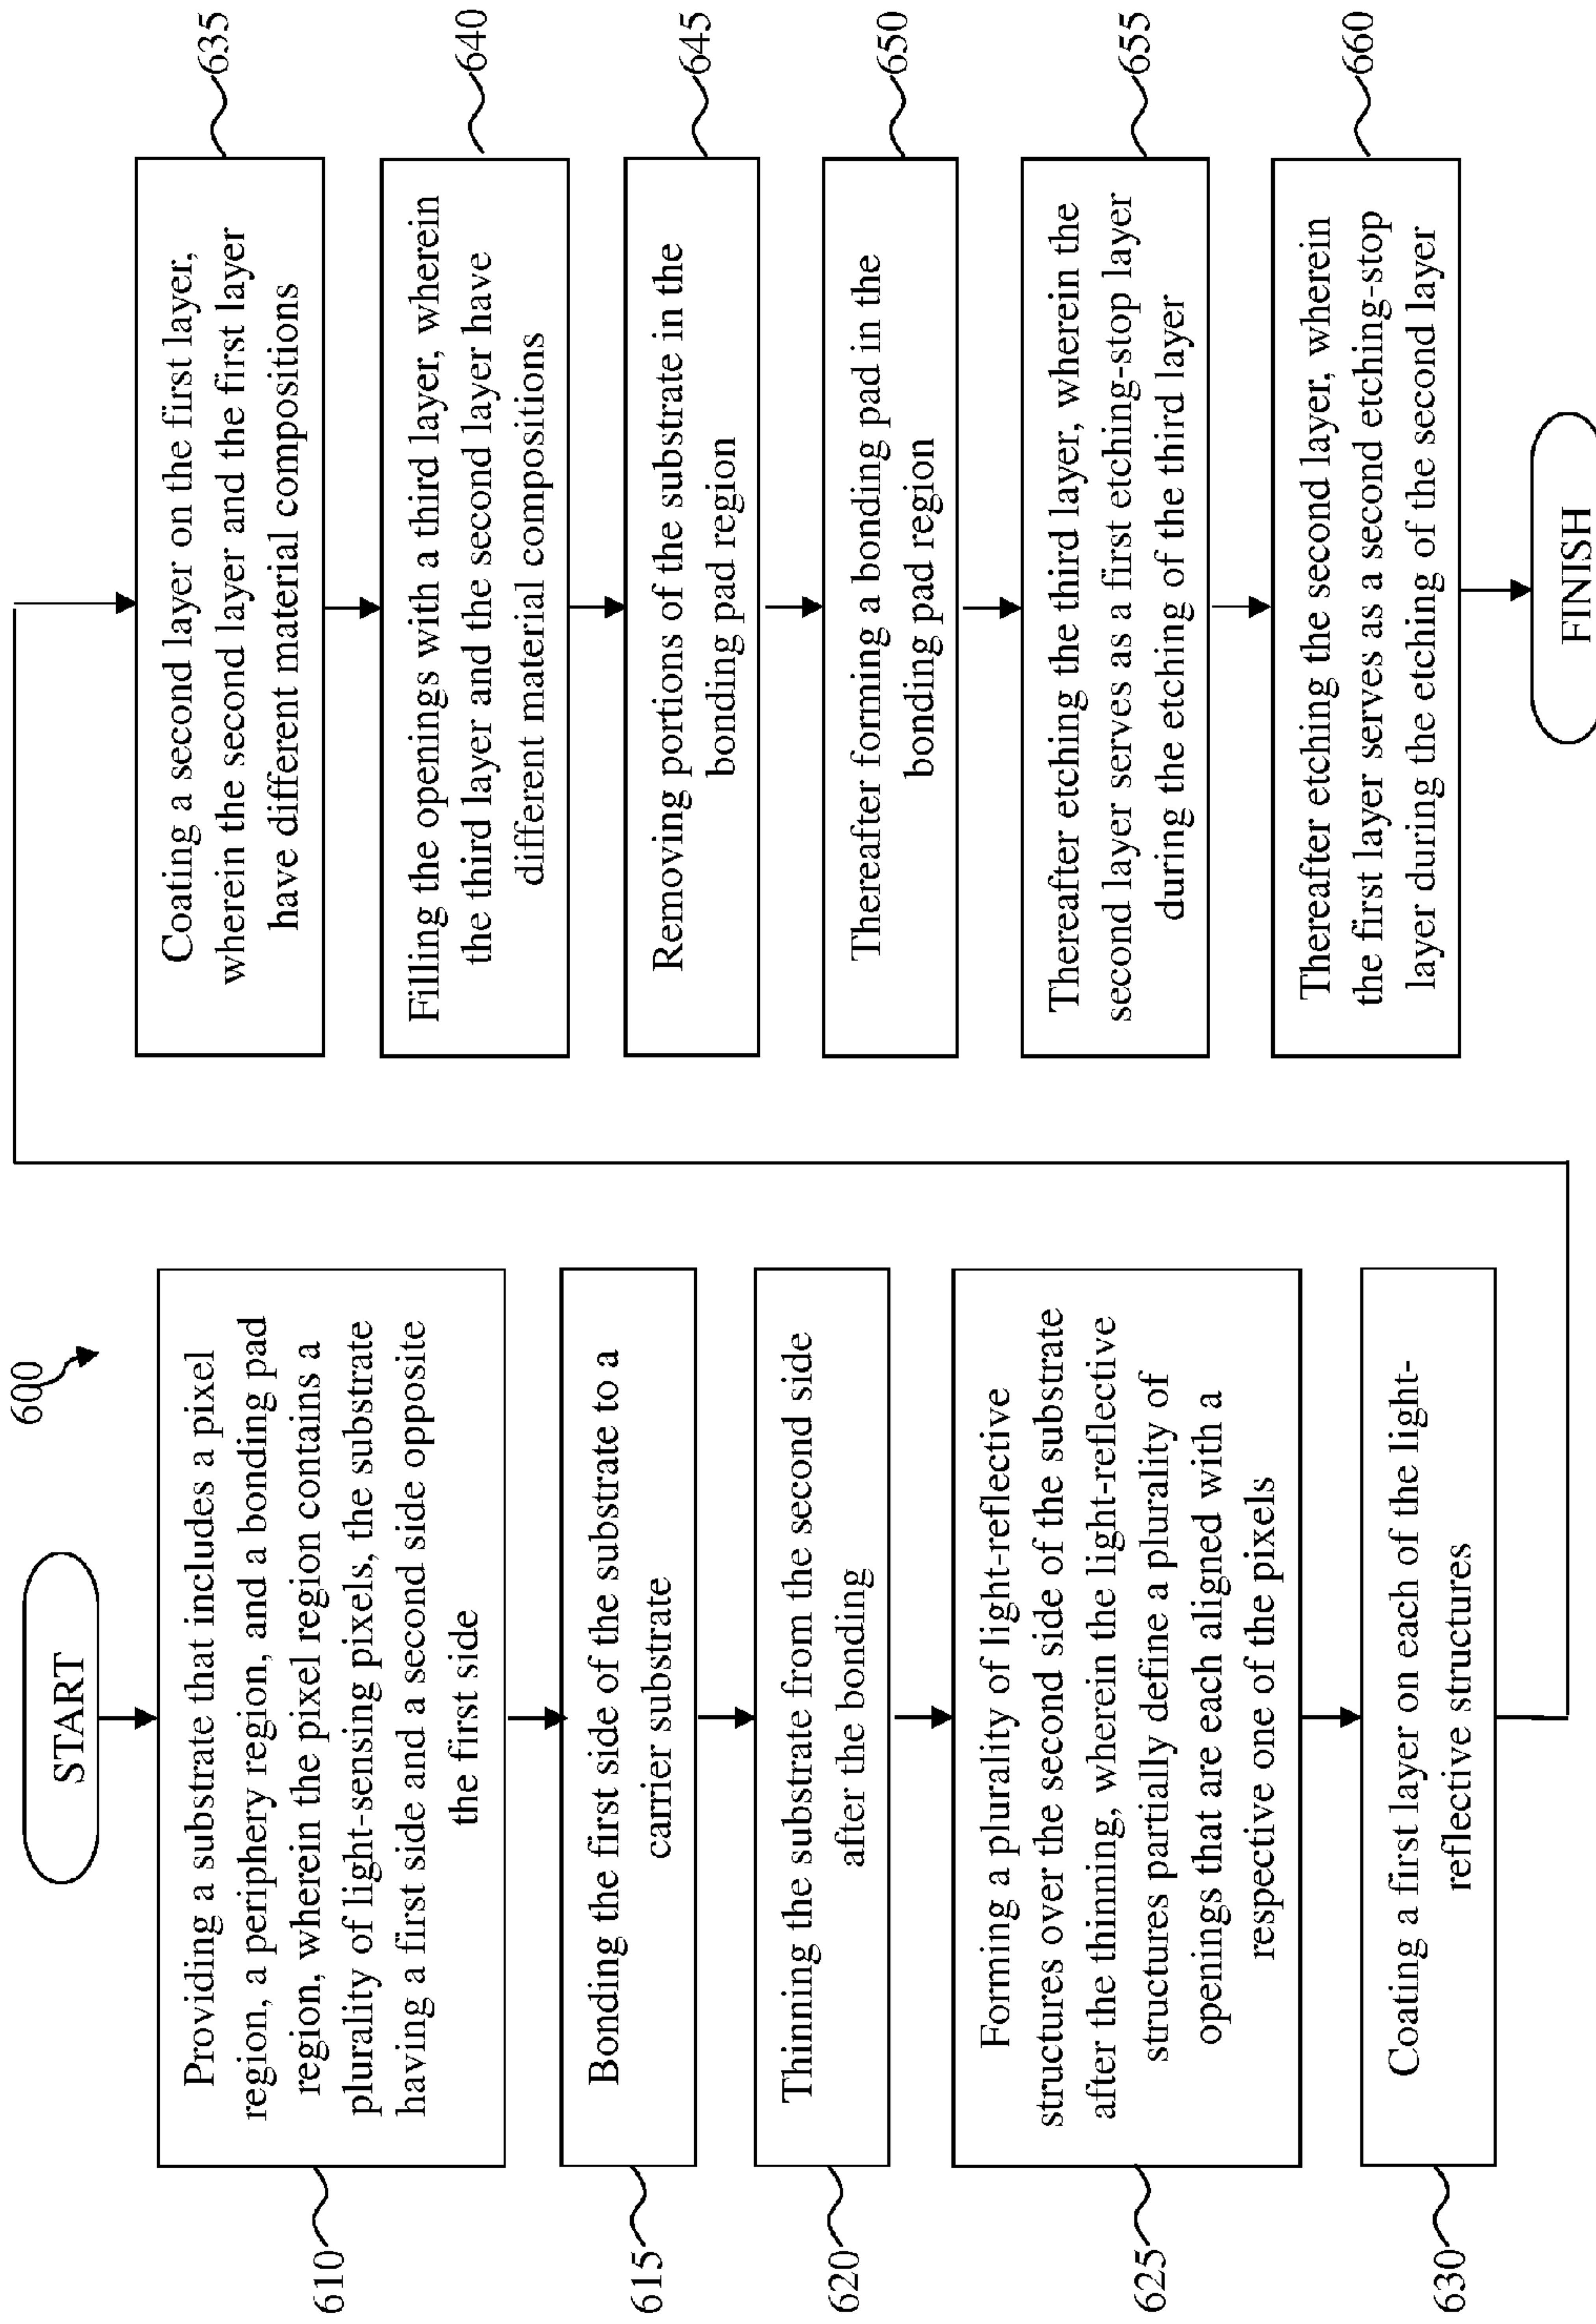 600
START
610
Providing a substrate that includes a pixel
region, a periphery region, and a bonding pad
region, wherein the pixel region contains a
plurality of light-sensing pixels, the substrate
having a first side and a second side opposite
the first side
615
Bonding the first side of the substrate to a
carrier substrate
620
Thinning the substrate from the second side
after the bonding
625
Forming a plurality of light-reflective
structures over the second side of the substrate
after the thinning, wherein the light-reflective
structures partially define a plurality of
openings that are each aligned with a
respective one of the pixels
630
Coating a first layer on each of the light-
reflective structures
635
Coating a second layer on the first layer,
wherein the second layer and the first layer
have different material compositions
640
Filling the openings with a third layer, wherein
the third layer and the second layer have
different material compositions
645
Removing portions of the substrate in the
bonding pad region
650
Thereafter forming a bonding pad in the
bonding pad region
655
Thereafter etching the third layer, wherein the
second layer serves as a first etching-stop layer
during the etching of the third layer
660
Thereafter etching the second layer, wherein
the first layer serves as a second etching-stop
layer during the etching of the second layer
FINISH